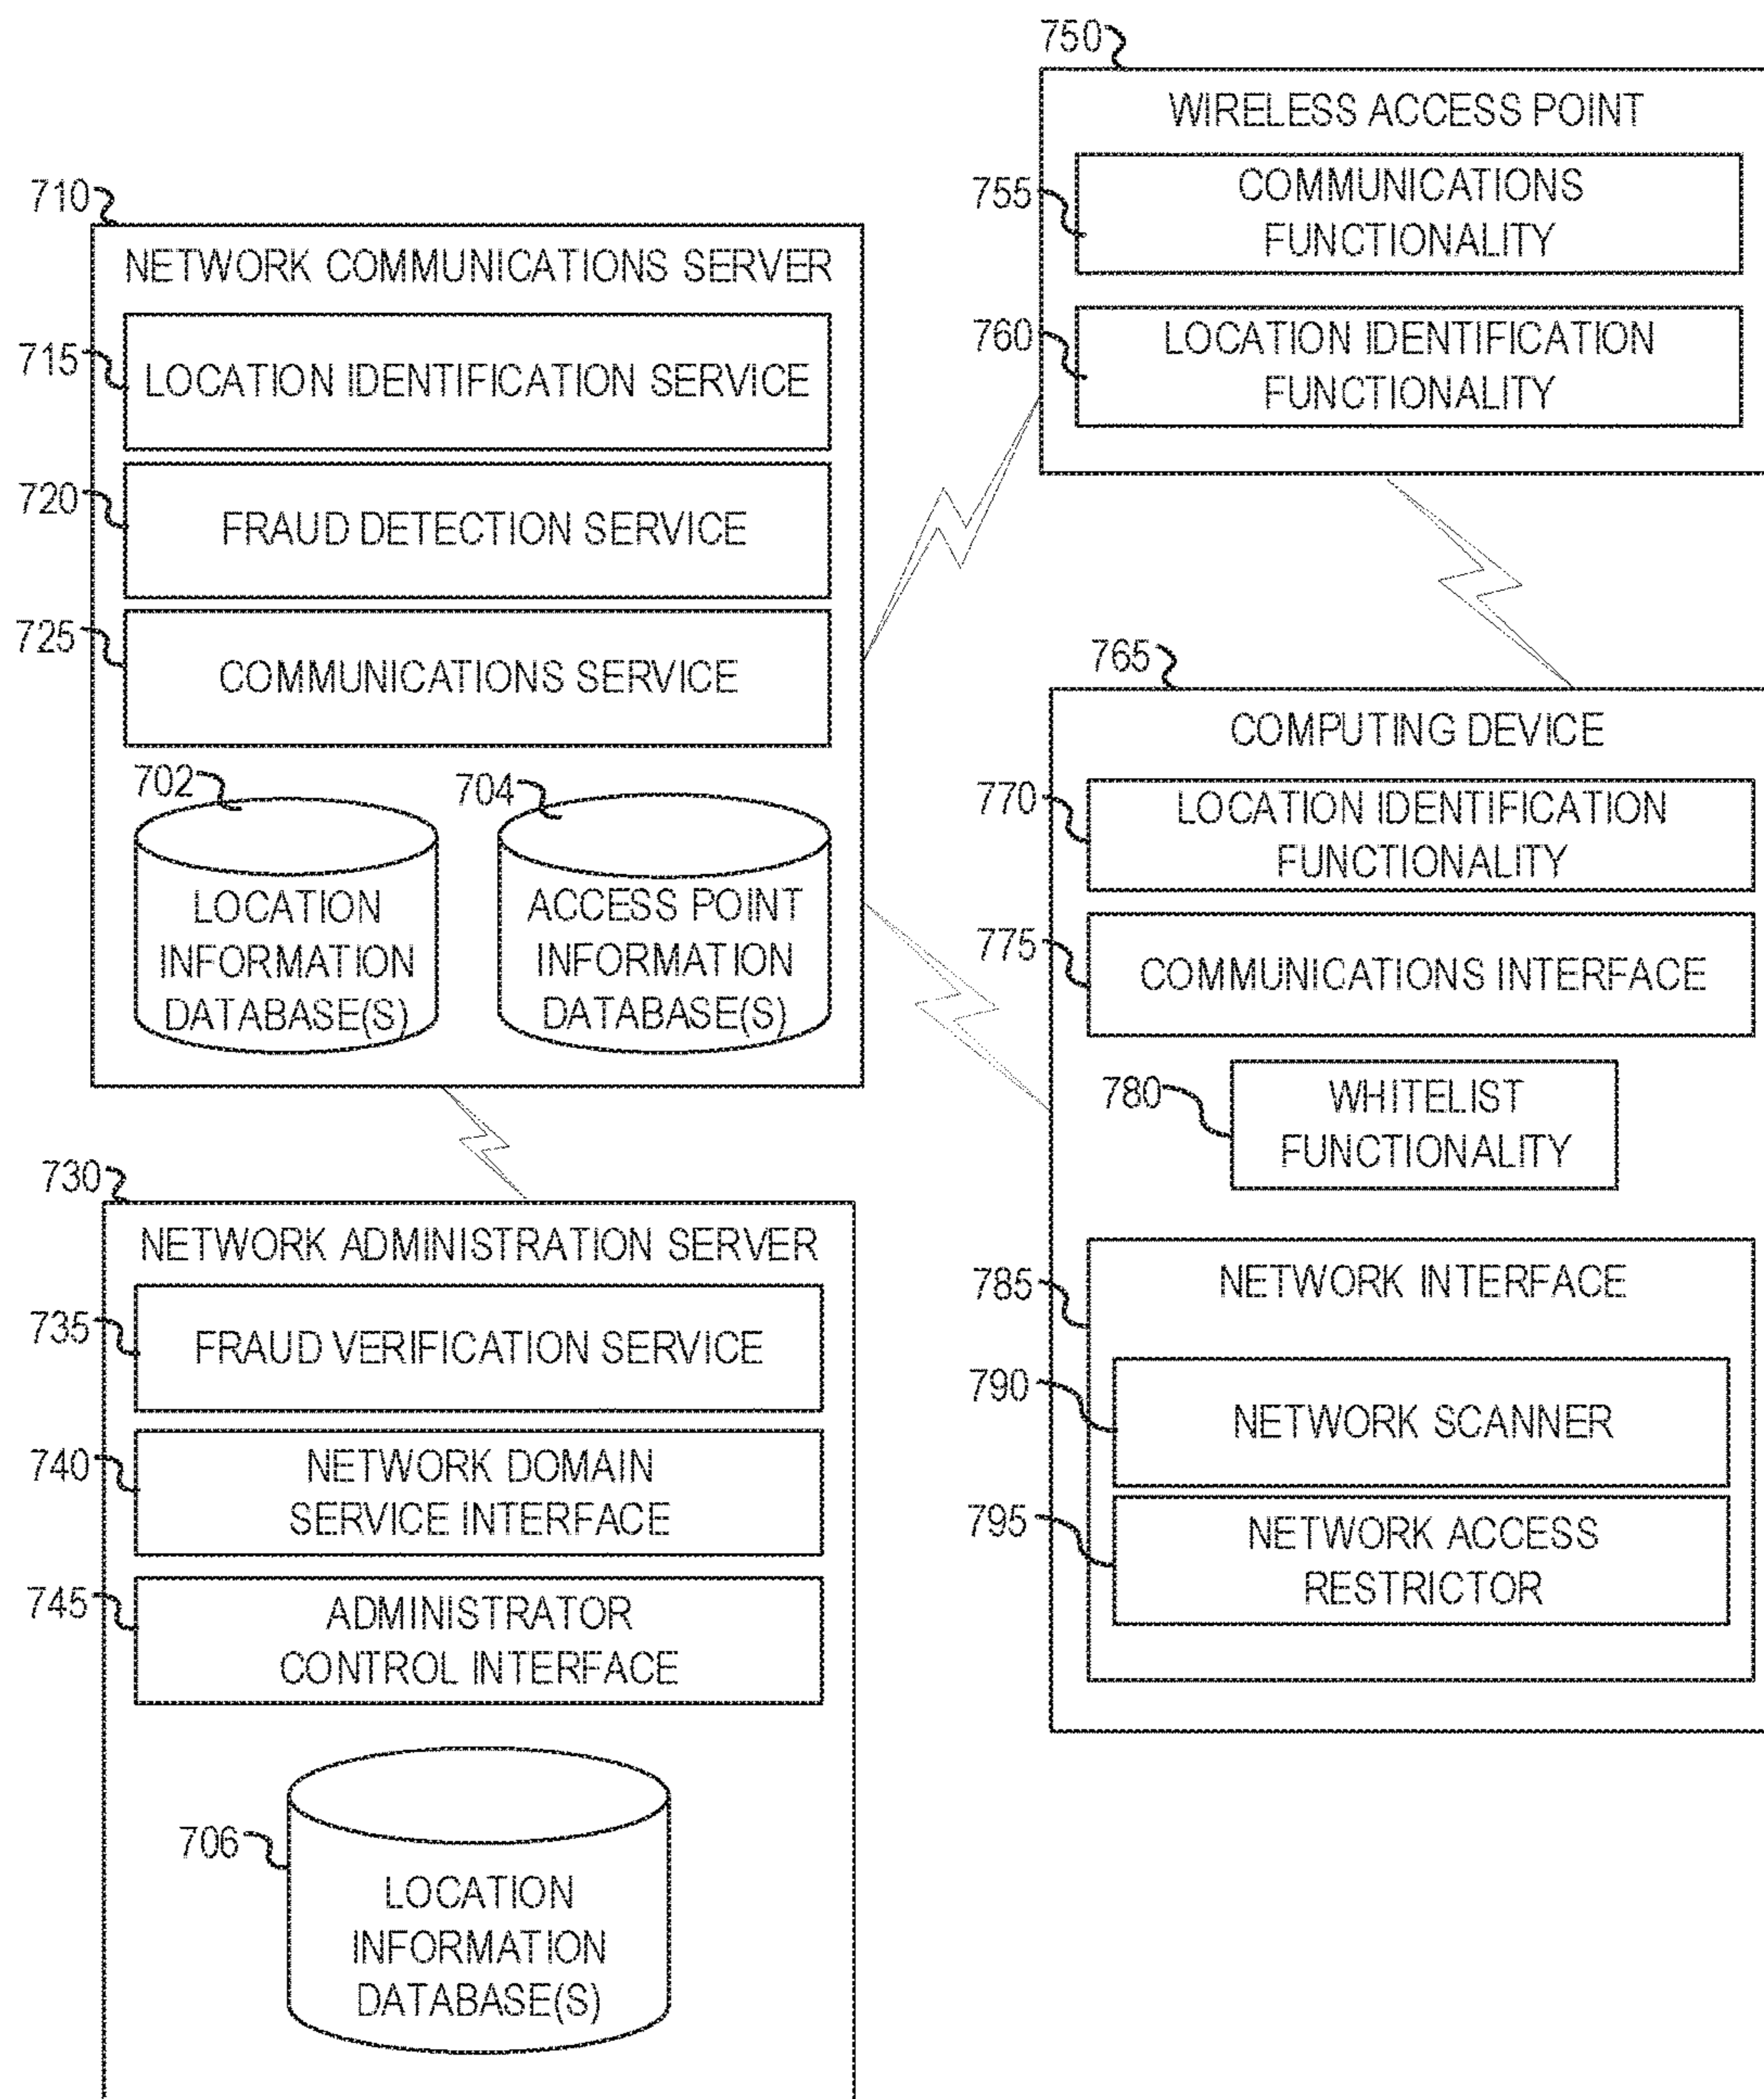 710
NETWORK COMMUNICATIONS SERVER
715
LOCATION IDENTIFICATION SERVICE
720
FRAUD DETECTION SERVICE
725
COMMUNICATIONS SERVICE
702
LOCATION
INFORMATION
DATABASE(S)
704
ACCESS POINT
INFORMATION
DATABASE(S)
730
NETWORK ADMINISTRATION SERVER
735
FRAUD VERIFICATION SERVICE
740
NETWORK DOMAIN
SERVICE INTERFACE
745
ADMINISTRATOR
CONTROL INTERFACE
706
LOCATION
INFORMATION
DATABASE(S)
750
WIRELESS ACCESS POINT
755
COMMUNICATIONS
FUNCTIONALITY
760
LOCATION IDENTIFICATION
FUNCTIONALITY
765
COMPUTING DEVICE
770
LOCATION IDENTIFICATION
FUNCTIONALITY
775
COMMUNICATIONS INTERFACE
780
WHITELIST
FUNCTIONALITY
785
NETWORK INTERFACE
790
NETWORK SCANNER
795
NETWORK ACCESS
RESTRICTOR